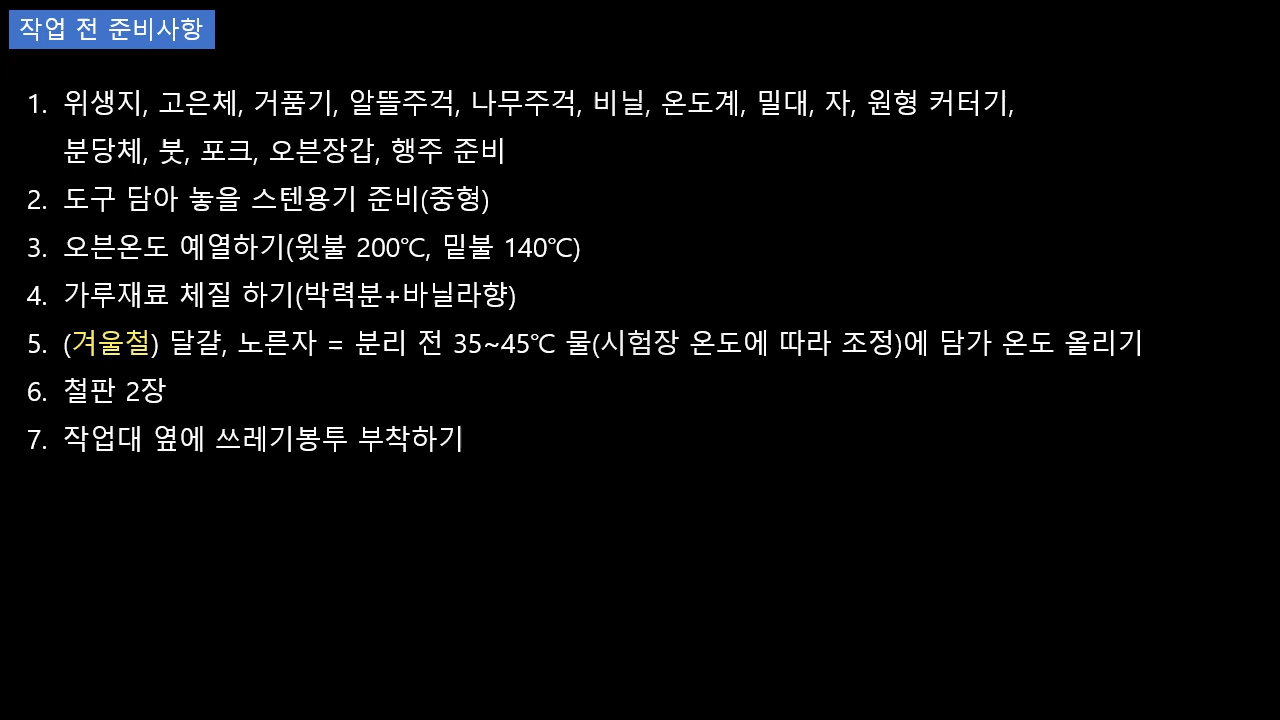 작업 전 준비사항
1. 위생지, 고은체, 거품기, 알뜰주걱, 나무주걱, 비닐, 온도계, 밀대, 자, 원형 커터기,
분당체, 붓, 포크, 오븐장갑, 행주 준비
2. 도구 담아 놓을 스텐용기 준비(중형)
3. 오븐온도 예열하기(윗불 200℃, 밑불 140℃)
4. 가루재료 체질 하기(박력분+바닐라향)
5. (겨울철) 달걀, 노른자 = 분리 전 35~45℃ 물(시험장 온도에 따라 조정)에 담가 온도 올리기
6. 철판 2장
7. 작업대 옆에 쓰레기봉투 부착하기